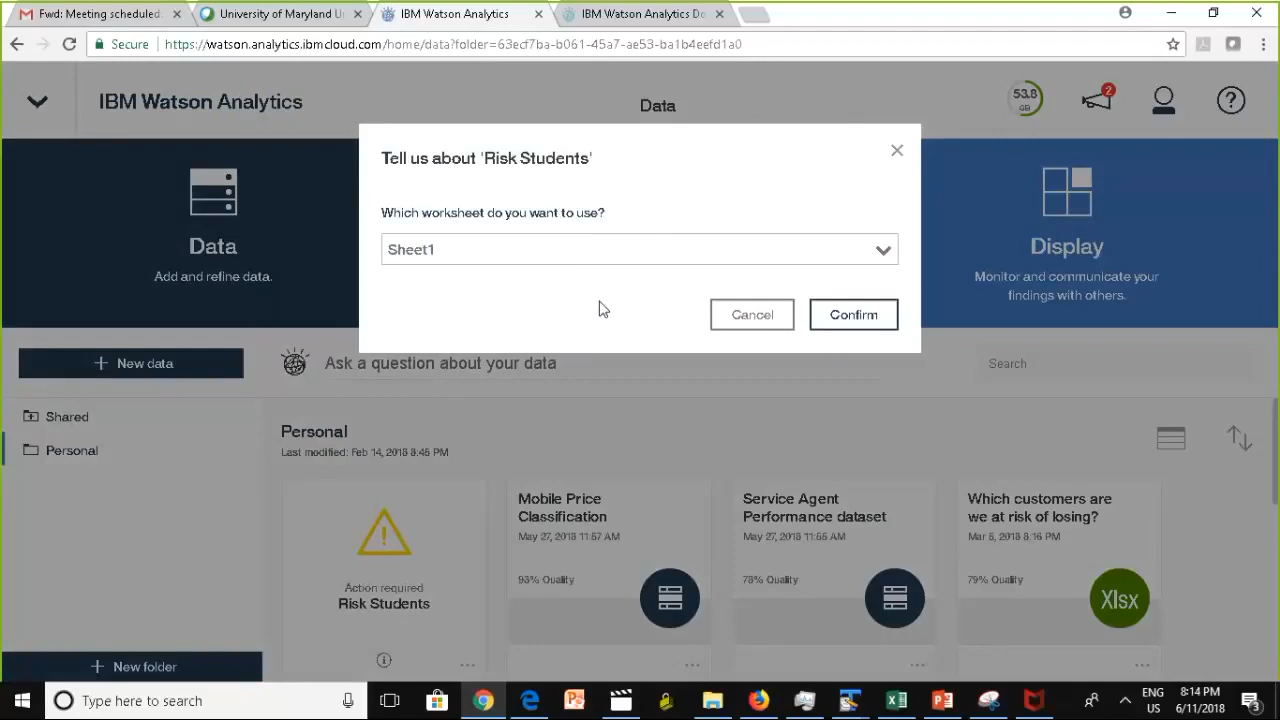 Fwd: Meeting scheduled
University of Maryland U
IBM Watson Analytics
IBM Watson Analytics Do
Secure
https://watson.analytics.ibmcloud.com/home/data?folder=63ecf7ba-b061-45a7-ae53-ba1b4eefd1a0
IBM Watson Analytics
Data
53.8
GB
2
Tell us about 'Risk Students'
Which worksheet do you want to use?
Sheet1
Cancel
Confirm
Data
Add and refine data.
Display
Monitor and communicate your
findings with others.
New data
Ask a question about your data
Search
Shared
Personal
New folder
Personal
Last modified: Feb 14, 2018 8:45 PM
Action required
Risk Students
Mobile Price
Classification
May 27, 2018 11:57 AM
93% Quality
Service Agent
Performance dataset
May 27, 2018 11:55 AM
78% Quality
Which customers are
we at risk of losing?
Mar 5, 2018 8:16 PM
79% Quality
Xlsx
Type here to search
ENG
US
8:14 PM
6/11/2018
3